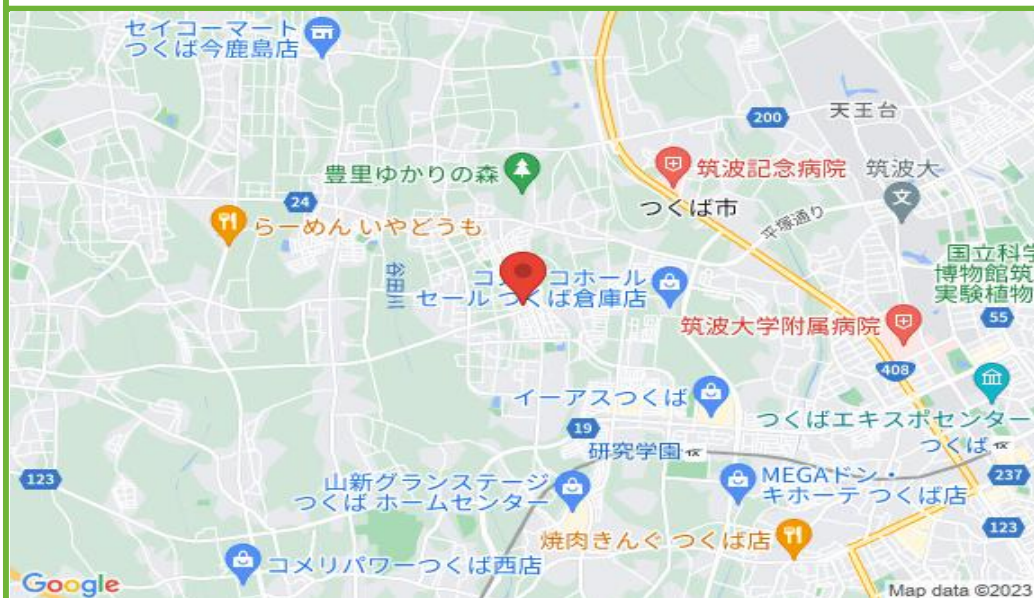 セイコーマート
つくば今鹿島店
天王台
200
豊里ゆかりの森
筑波記念病院
筑波大
つくば市
24
らーめん いやどうも
平塚通り
国立科学
博物館筑
実験植物
谷田川
コホール
セール つくば倉庫店
55
筑波大学附属病院
408
イーアスつくば
つくばエキスポセンター
19
研究学園
つくば
123
山新グランステージ
つくば ホームセンター
MEGAドン・
キホーテ つくば店
237
123
焼肉きんぐ つくば店
コメリパワーつくば西店
Google
Map data ©2023